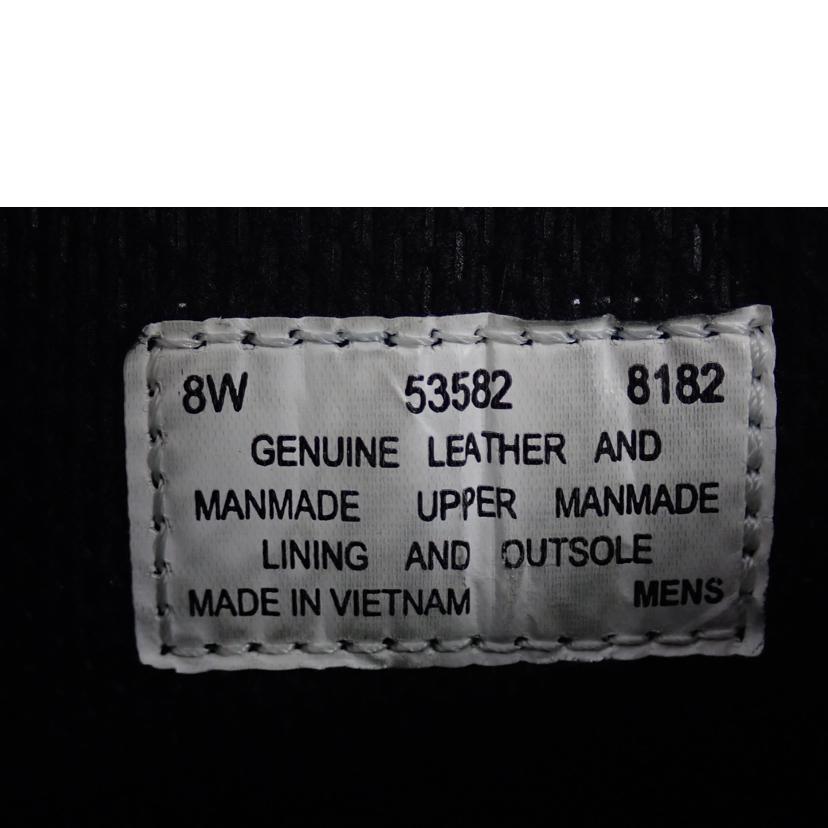 8W 53582 8182
GENUINE LEATHER AND
MANMADE UPPER MANMADE
LINING AND OUTSOLE
MADE IN VIETNAM MENS